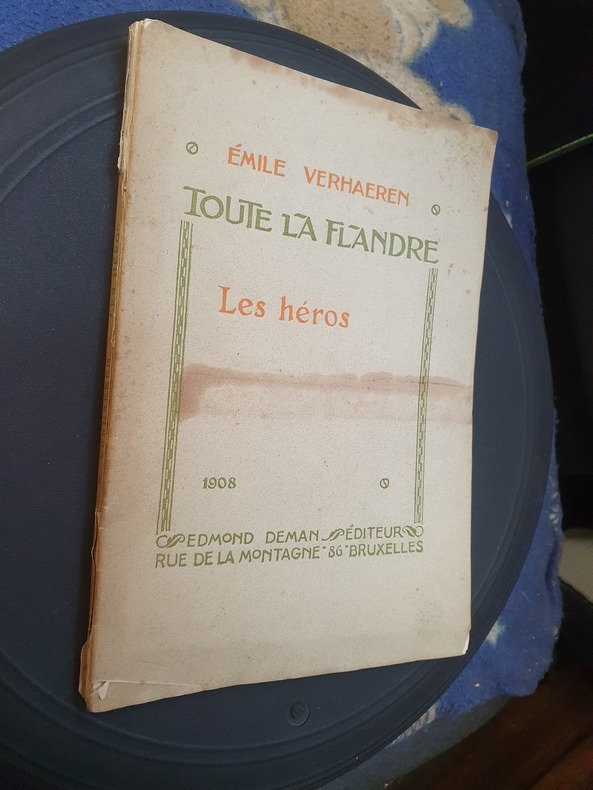 ÉMILE VERHAEREN
TOUTE LA FLANDRE
Les héros
1908
EDMOND DEMAN ÉDITEUR
RUE DE LA MONTAGNE "86" BRUXELLES